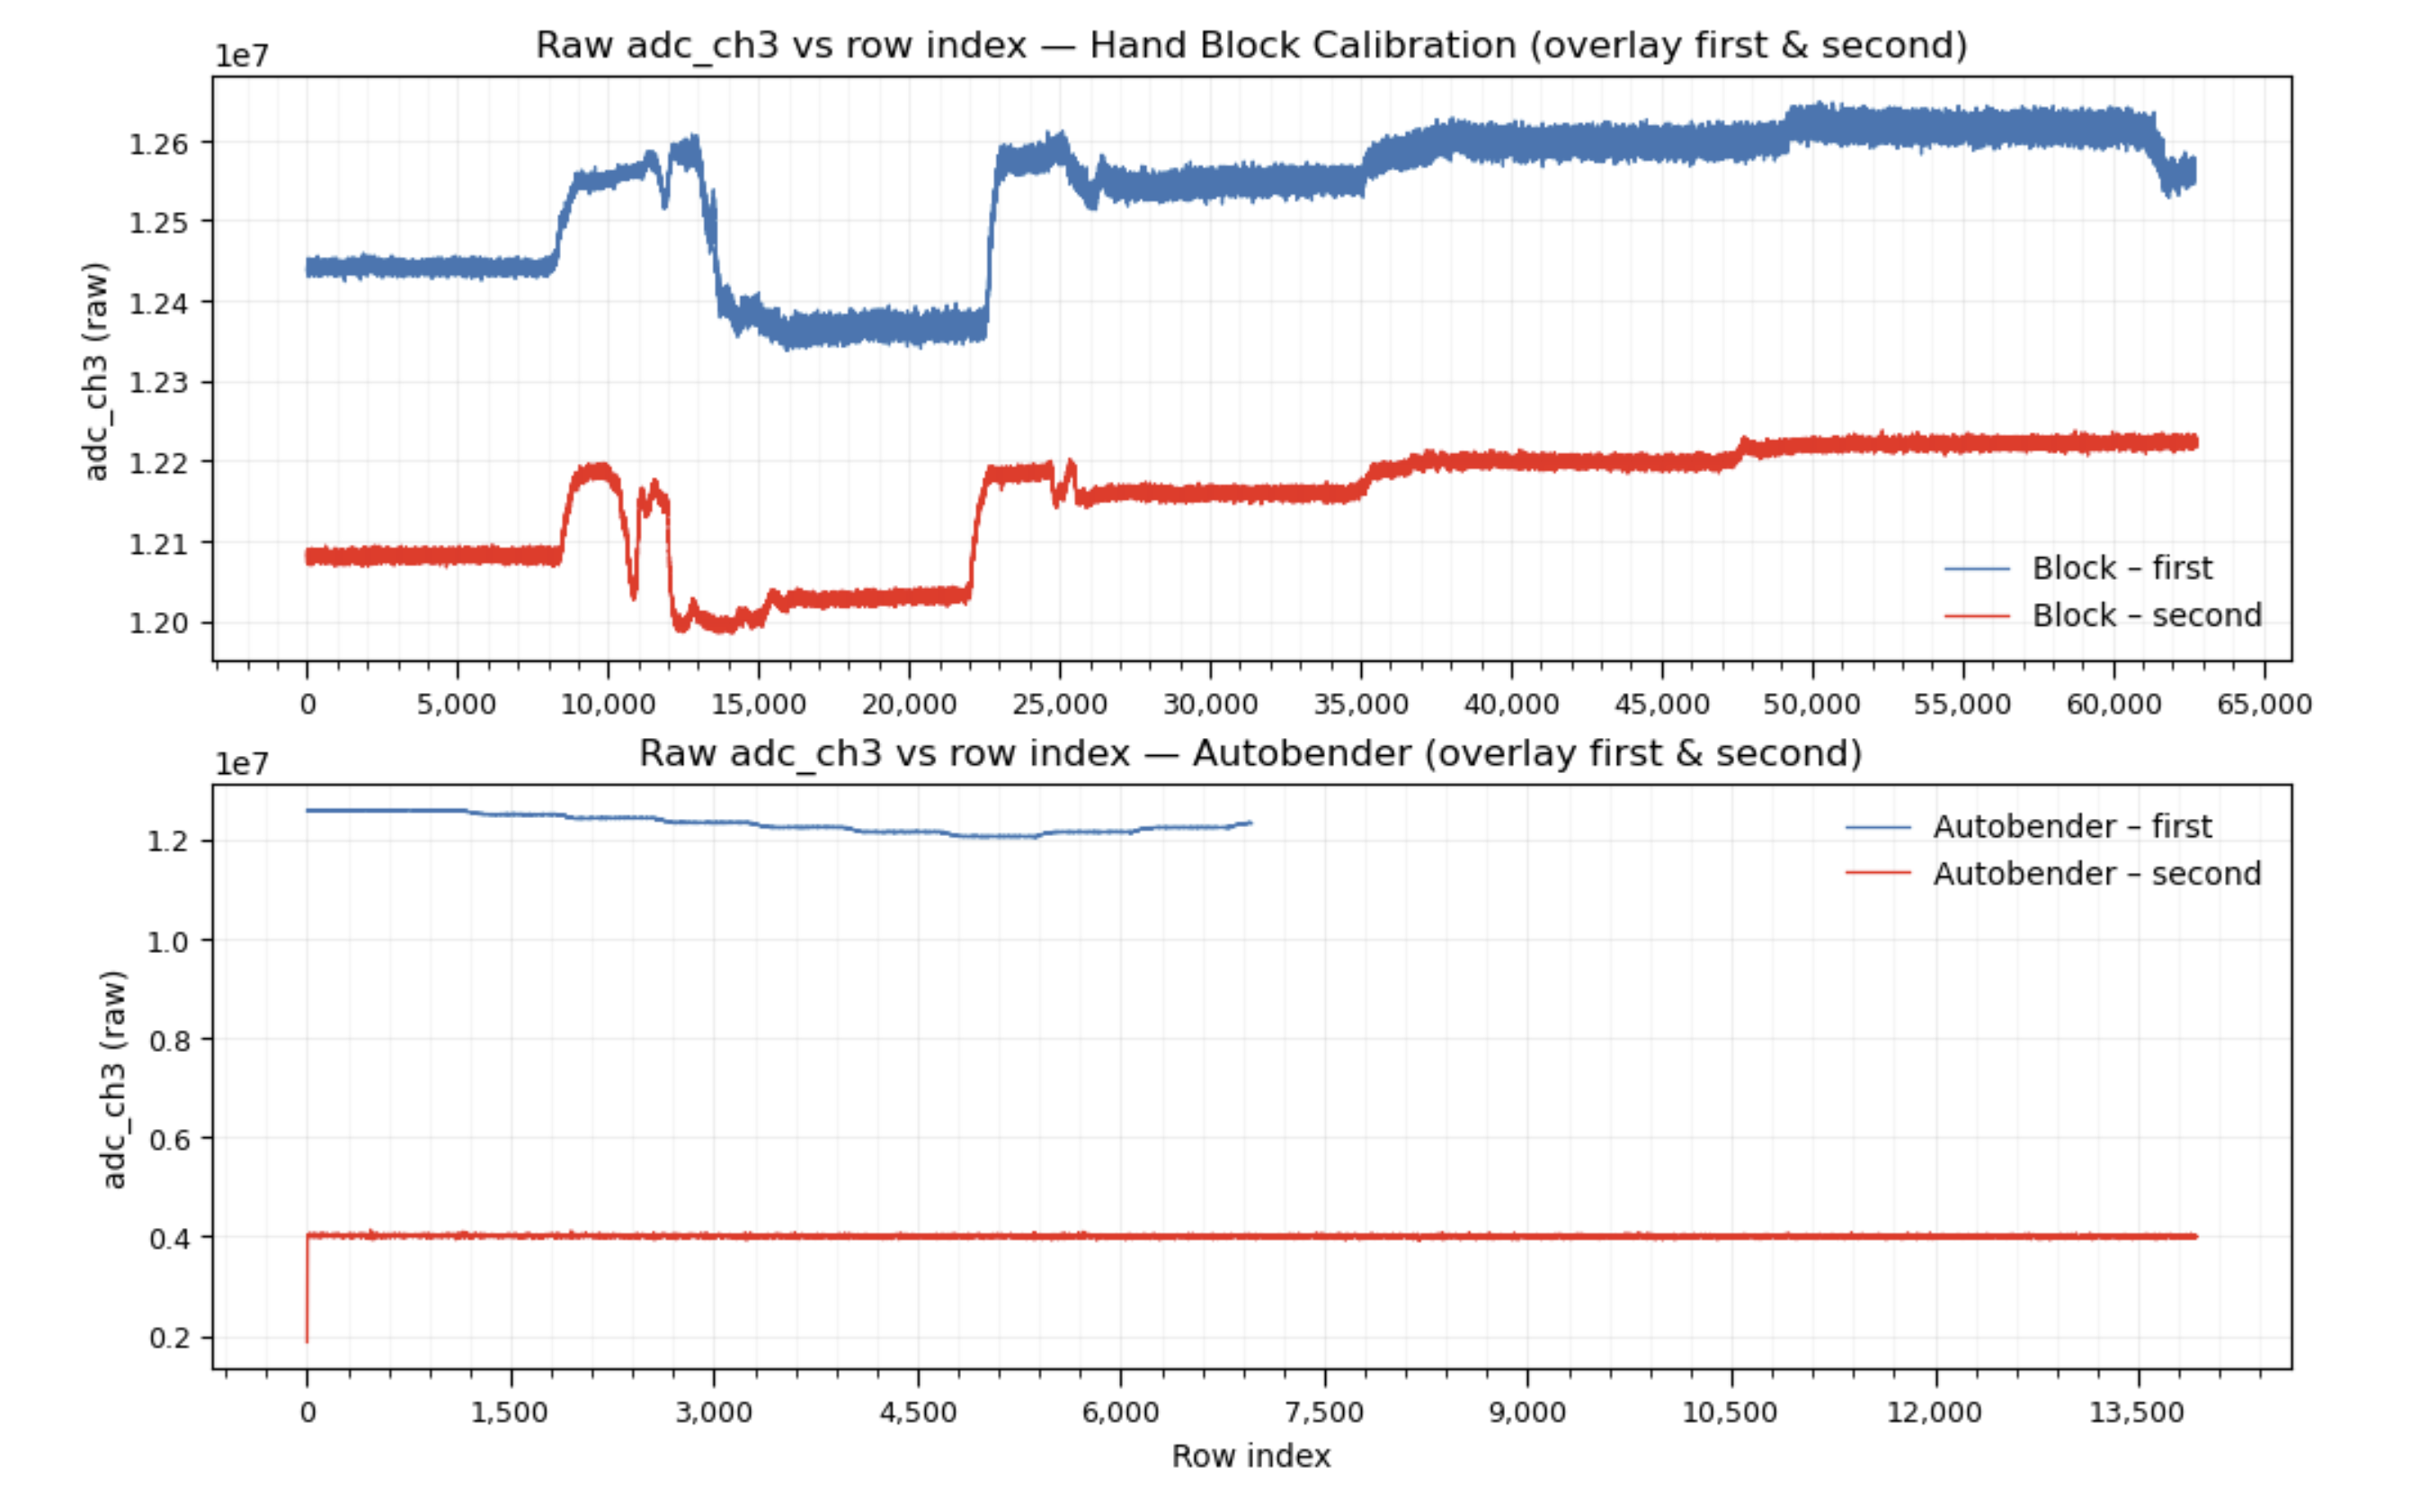 Raw adc_ch3 vs row index — Hand Block Calibration (overlay first & second)
1e7
adc_ch3 (raw)
1.26
1.25
1.24
1.23
1.22
1.21
1.20
Block – first
Block – second
0 5,000 10,000 15,000 20,000 25,000 30,000 35,000 40,000 45,000 50,000 55,000 60,000 65,000
Raw adc_ch3 vs row index — Autobender (overlay first & second)
1e7
adc_ch3 (raw)
1.2
1.0
0.8
0.6
0.4
0.2
Autobender – first
Autobender – second
0 1,500 3,000 4,500 6,000 7,500 9,000 10,500 12,000 13,500
Row index